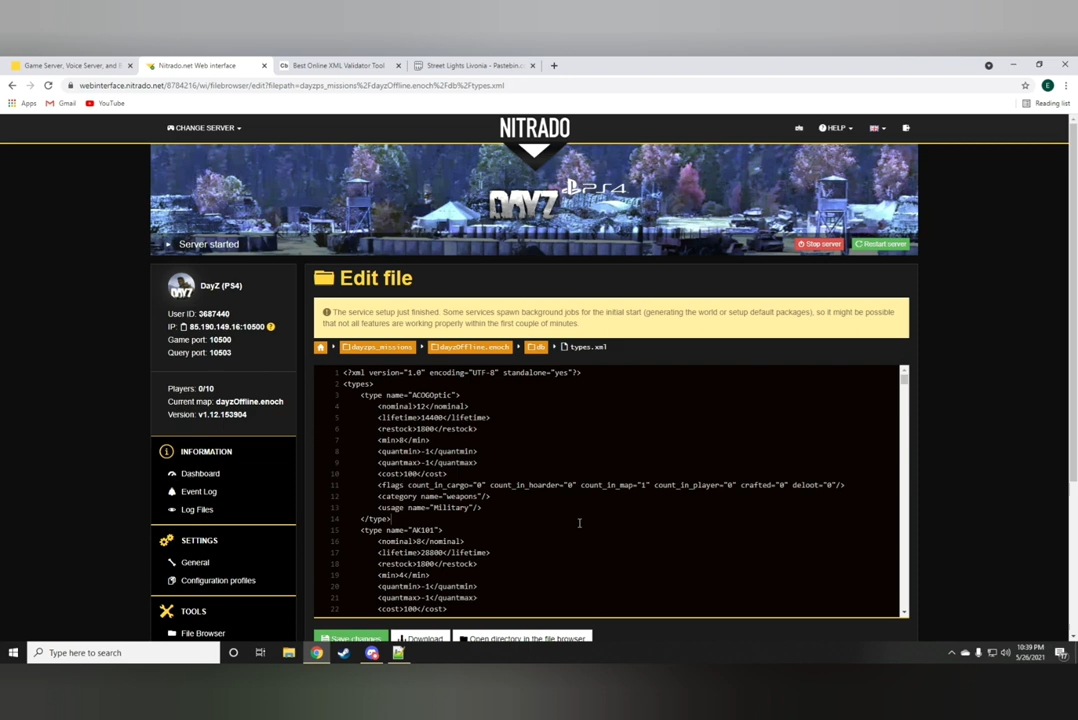 Game Server, Voice Server, and
Nitrado.net Web interface
Cb Best Online XML Validator Tool
Street Lights Livonia - Pastebin.c
webinterface.nitrado.net/8784216/wi/filebrowser/edit?filepath=dayzps_missions%2FdayzOffline.enoch%2Fdb%2Ftypes.xml
Apps
Gmail
YouTube
Reading list
CHANGE SERVER
NITRADO
HELP
DAYZ PS4
Server started
Stop server
Restart server
DayZ (PS4)
User ID: 3687440
IP: 85.190.149.16:10500
Game port: 10500
Query port: 10503
Players: 0/10
Current map: dayzOffline.enoch
Version: v1.12.153904
INFORMATION
Dashboard
Event Log
Log Files
SETTINGS
General
Configuration profiles
TOOLS
File Browser
Edit file
The service setup just finished. Some services spawn background jobs for the initial start (generating the world or setup default packages), so it might be possible
that not all features are working properly within the first couple of minutes.
dayzps_missions
dayzOffline.enoch
db
types.xml
1 <?xml version="1.0" encoding="UTF-8" standalone="yes"?>
2 <types>
3 <type name="ACOGOptic">
4 <nominal>12</nominal>
5 <lifetime>14400</lifetime>
6 <restock>1800</restock>
7 <min>8</min>
8 <quantmin>-1</quantmin>
9 <quantmax>-1</quantmax>
10 <cost>100</cost>
11 <flags count_in_cargo="0" count_in_hoarder="0" count_in_map="1" count_in_player="0" crafted="0" deloot="0"/>
12 <category name="weapons"/>
13 <usage name="Military"/>
14 </type>
15 <type name="AK101">
16 <nominal>8</nominal>
17 <lifetime>28800</lifetime>
18 <restock>1800</restock>
19 <min>4</min>
20 <quantmin>-1</quantmin>
21 <quantmax>-1</quantmax>
22 <cost>100</cost>
Save changes
Download
Open directory in the file browser
Type here to search
10:39 PM
5/26/2021